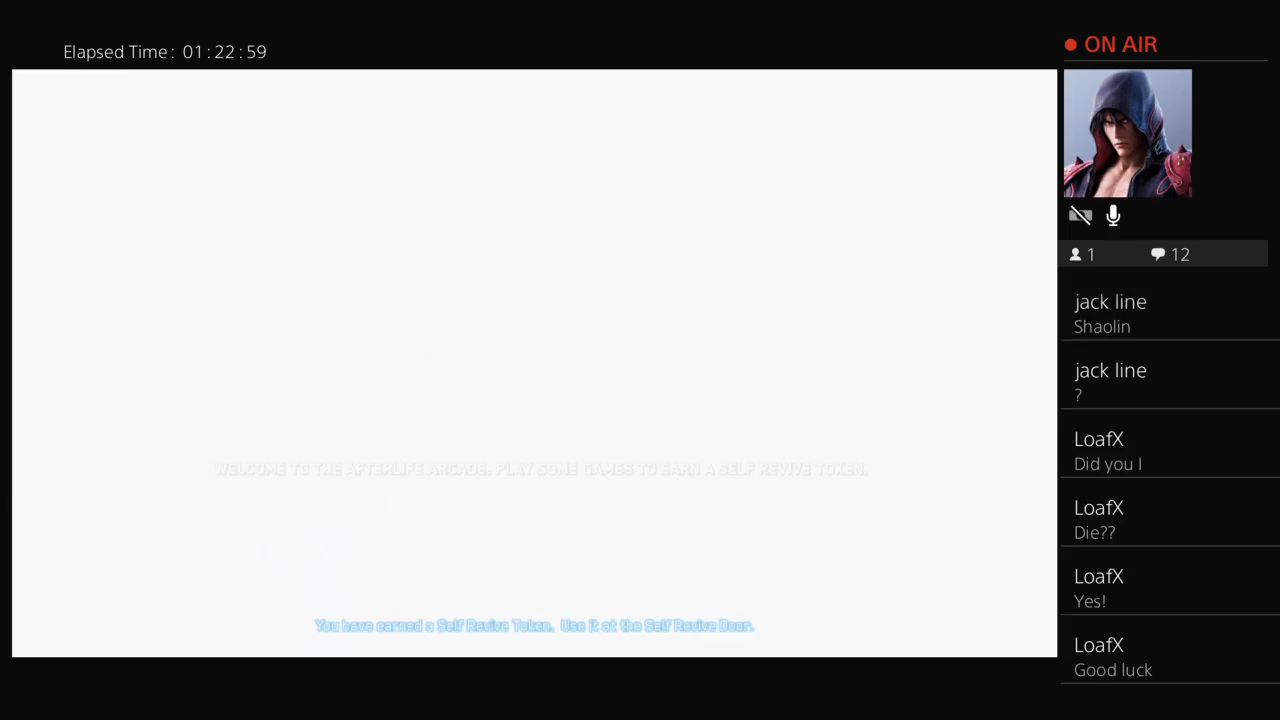 Elapsed Time: 01:22:59
ON AIR
1
12
jack line
Shaolin
jack line
?
LoafX
Did you l
LoafX
Die??
LoafX
Yes!
LoafX
Good luck
WELCOME TO THE AFTERLIFE ARCADE. PLAY SOME GAMES TO EARN A SELF REVIVE TOKEN.
You have earned a Self Revive Token. Use it at the Self Revive Door.